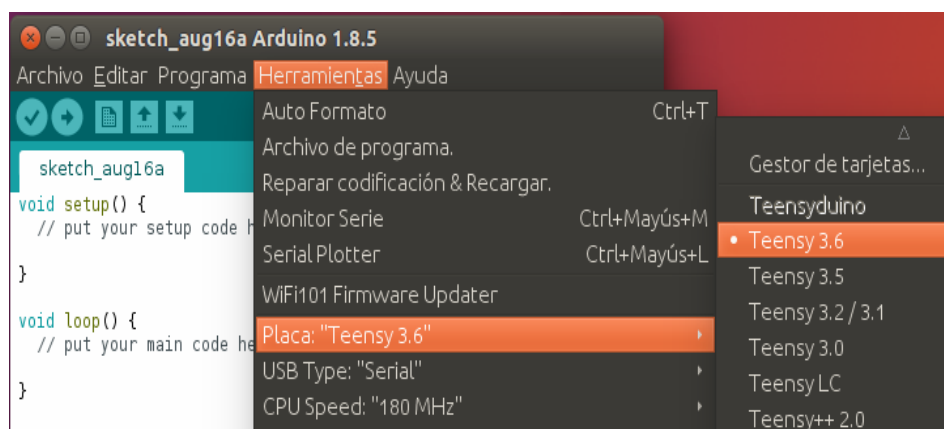 sketch_aug16a Arduino 1.8.5
Archivo Editar Programa Herramientas Ayuda
sketch_aug16a
void setup() {
// put your setup code h
}
void loop() {
// put your main code he
}
Auto Formato Ctrl+T
Archivo de programa.
Reparar codificación & Recargar.
Monitor Serie Ctrl+Mayús+M
Serial Plotter Ctrl+Mayús+L
WiFi101 Firmware Updater
Placa: "Teensy 3.6"
USB Type: "Serial"
CPU Speed: "180 MHz"
Gestor de tarjetas...
Teensyduino
Teensy 3.6
Teensy 3.5
Teensy 3.2 / 3.1
Teensy 3.0
Teensy LC
Teensy++ 2.0